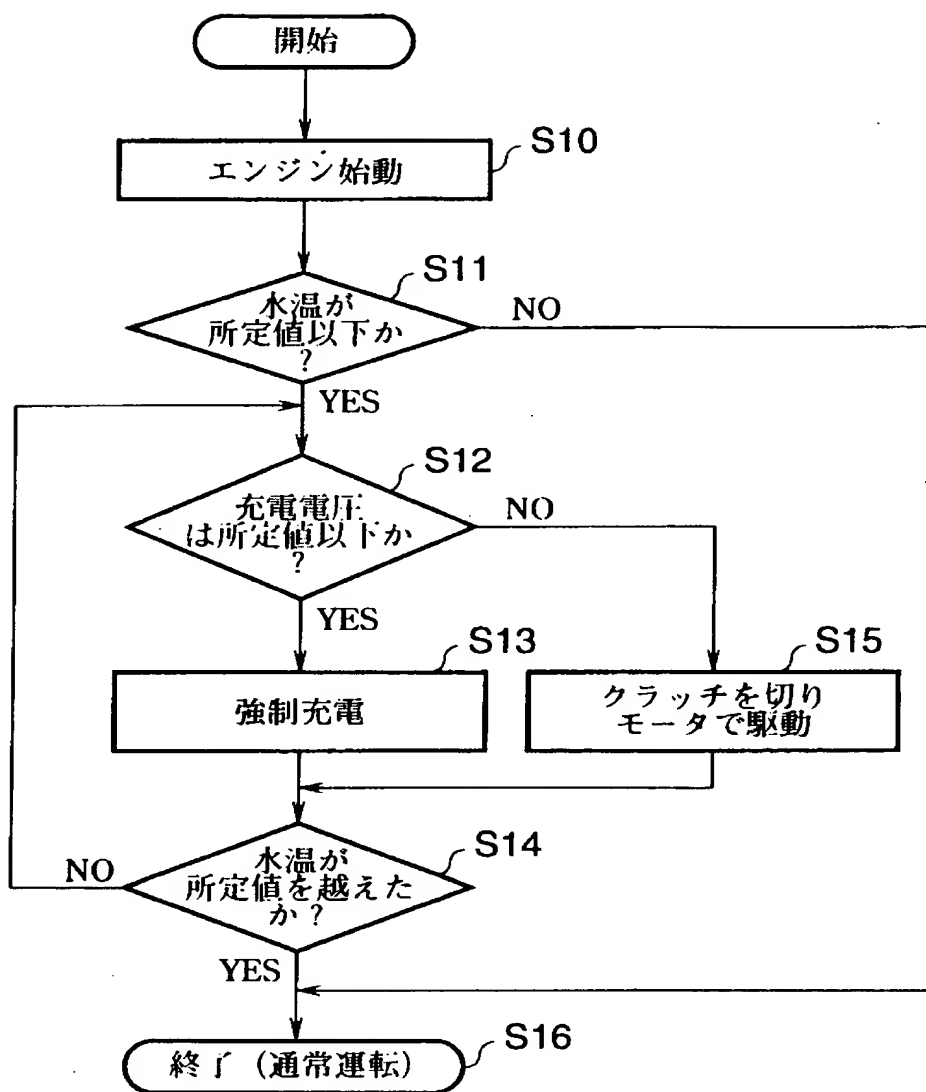 開始
S10
エンジン始動
S11
水温が
所定値以下か
?
NO
YES
S12
充電電圧
は所定値以下か
?
NO
YES
S13
強制充電
S15
クラッチを切り
モータで駆動
S14
水温が
所定値を越えた
か?
NO
YES
S16
終了(通常運転)